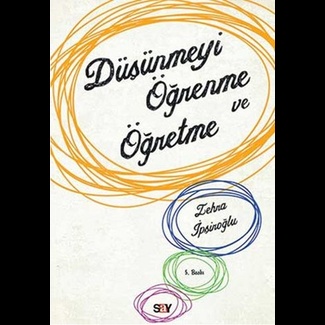 Düşünmeyi
Öğrenme
ve
Öğretme
Zehra
İpşiroğlu
5. Baskı
SAY